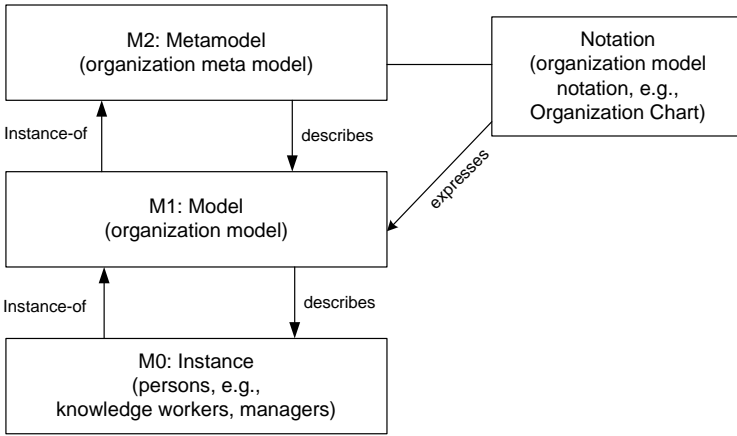 M2: Metamodel
(organization meta model)
Notation
(organization model
notation, e.g.,
Organization Chart)
Instance-of
describes
expresses
M1: Model
(organization model)
Instance-of
describes
M0: Instance
(persons, e.g.,
knowledge workers, managers)